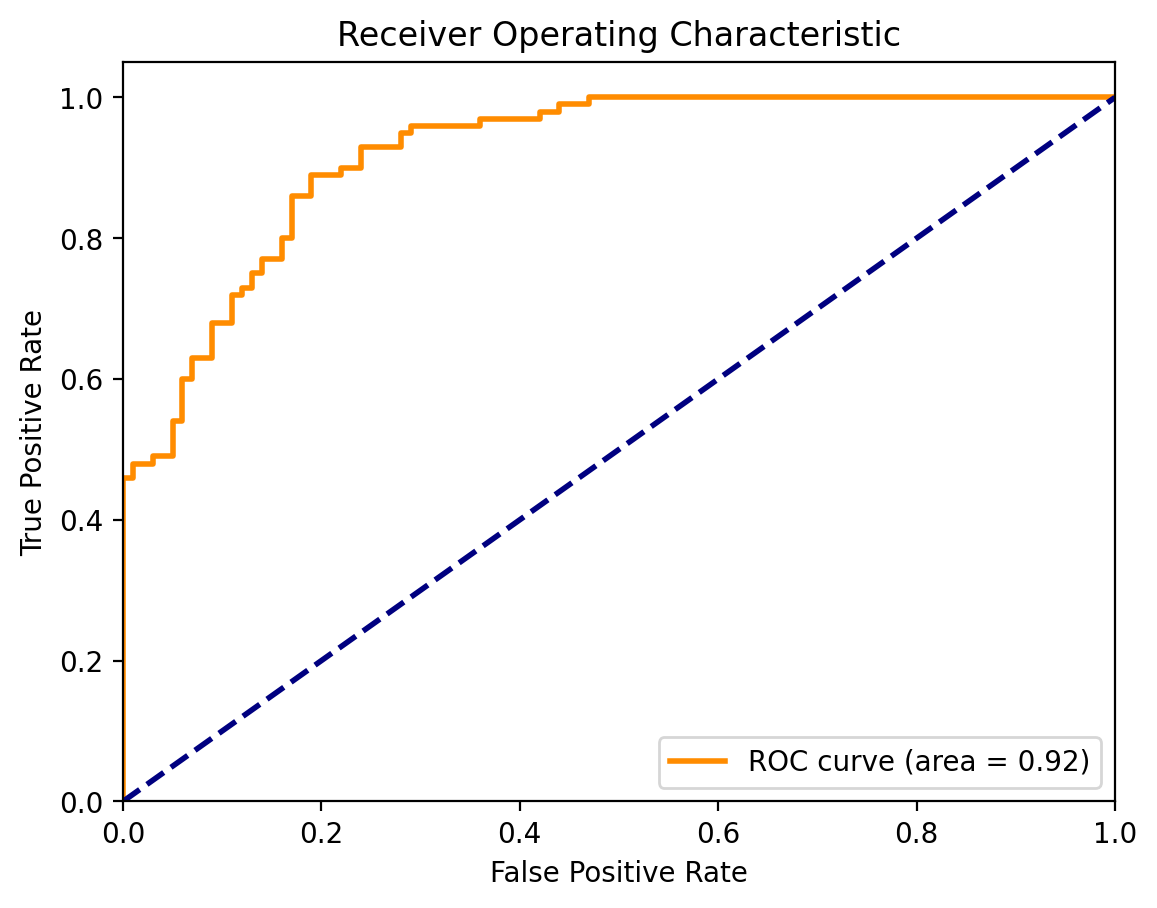 Receiver Operating Characteristic
1.0
0.8
0.6
0.4
0.2
0.0
True Positive Rate
ROC curve (area = 0.92)
0.0 0.2 0.4 0.6 0.8 1.0
False Positive Rate